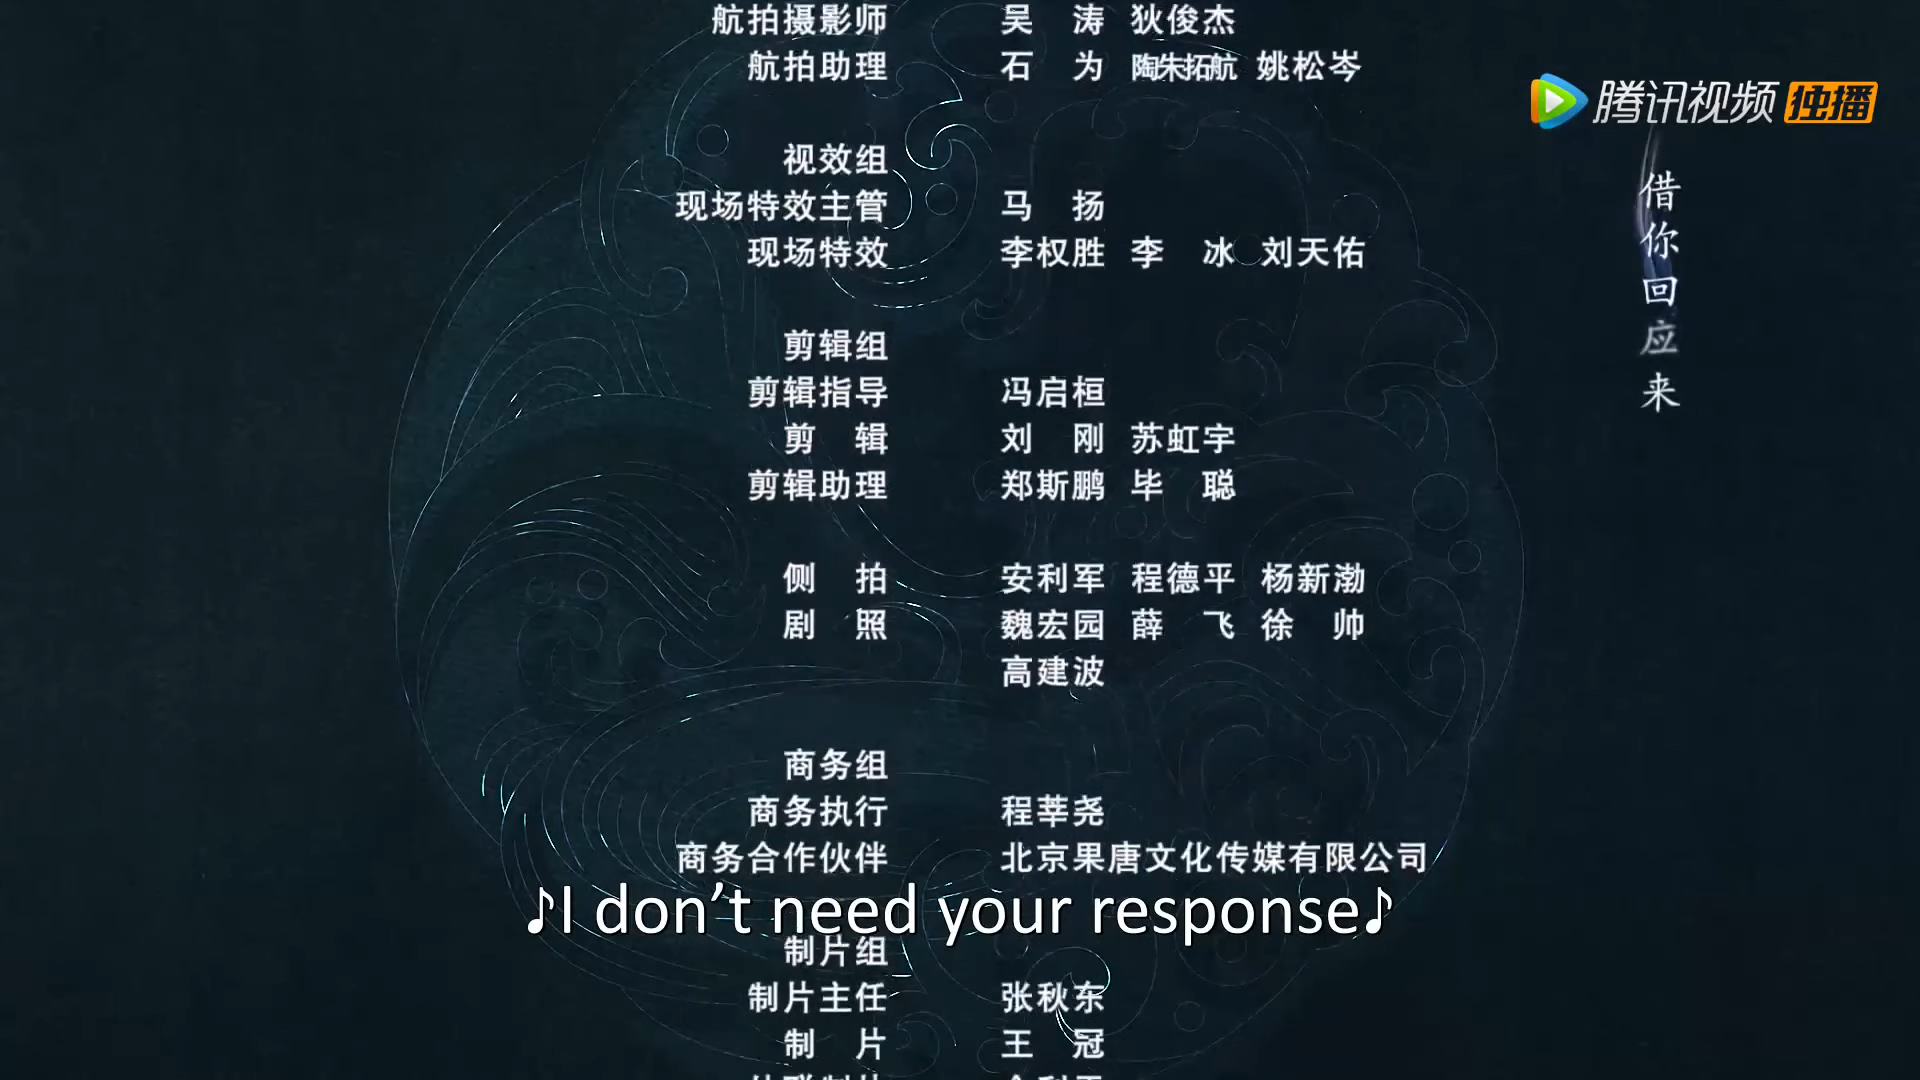 航拍摄影师 吴 涛 狄俊杰
航拍助理 石 为 陶朱拓航 姚松岑
腾讯视频 独播
视效组
现场特效主管 马 扬
现场特效 李权胜 李 冰 刘天佑
借你回应来
剪辑组
剪辑指导 冯启桓
剪 辑 刘 刚 苏虹宇
剪辑助理 郑斯鹏 毕 聪
侧 拍 安利军 程德平 杨新渤
剧 照 魏宏园 薛 飞 徐 帅
高建波
商务组
商务执行 程莘尧
商务合作伙伴 北京果唐文化传媒有限公司
♪I don't need your response♪
制片组
制片主任 张秋东
制 片 王 冠